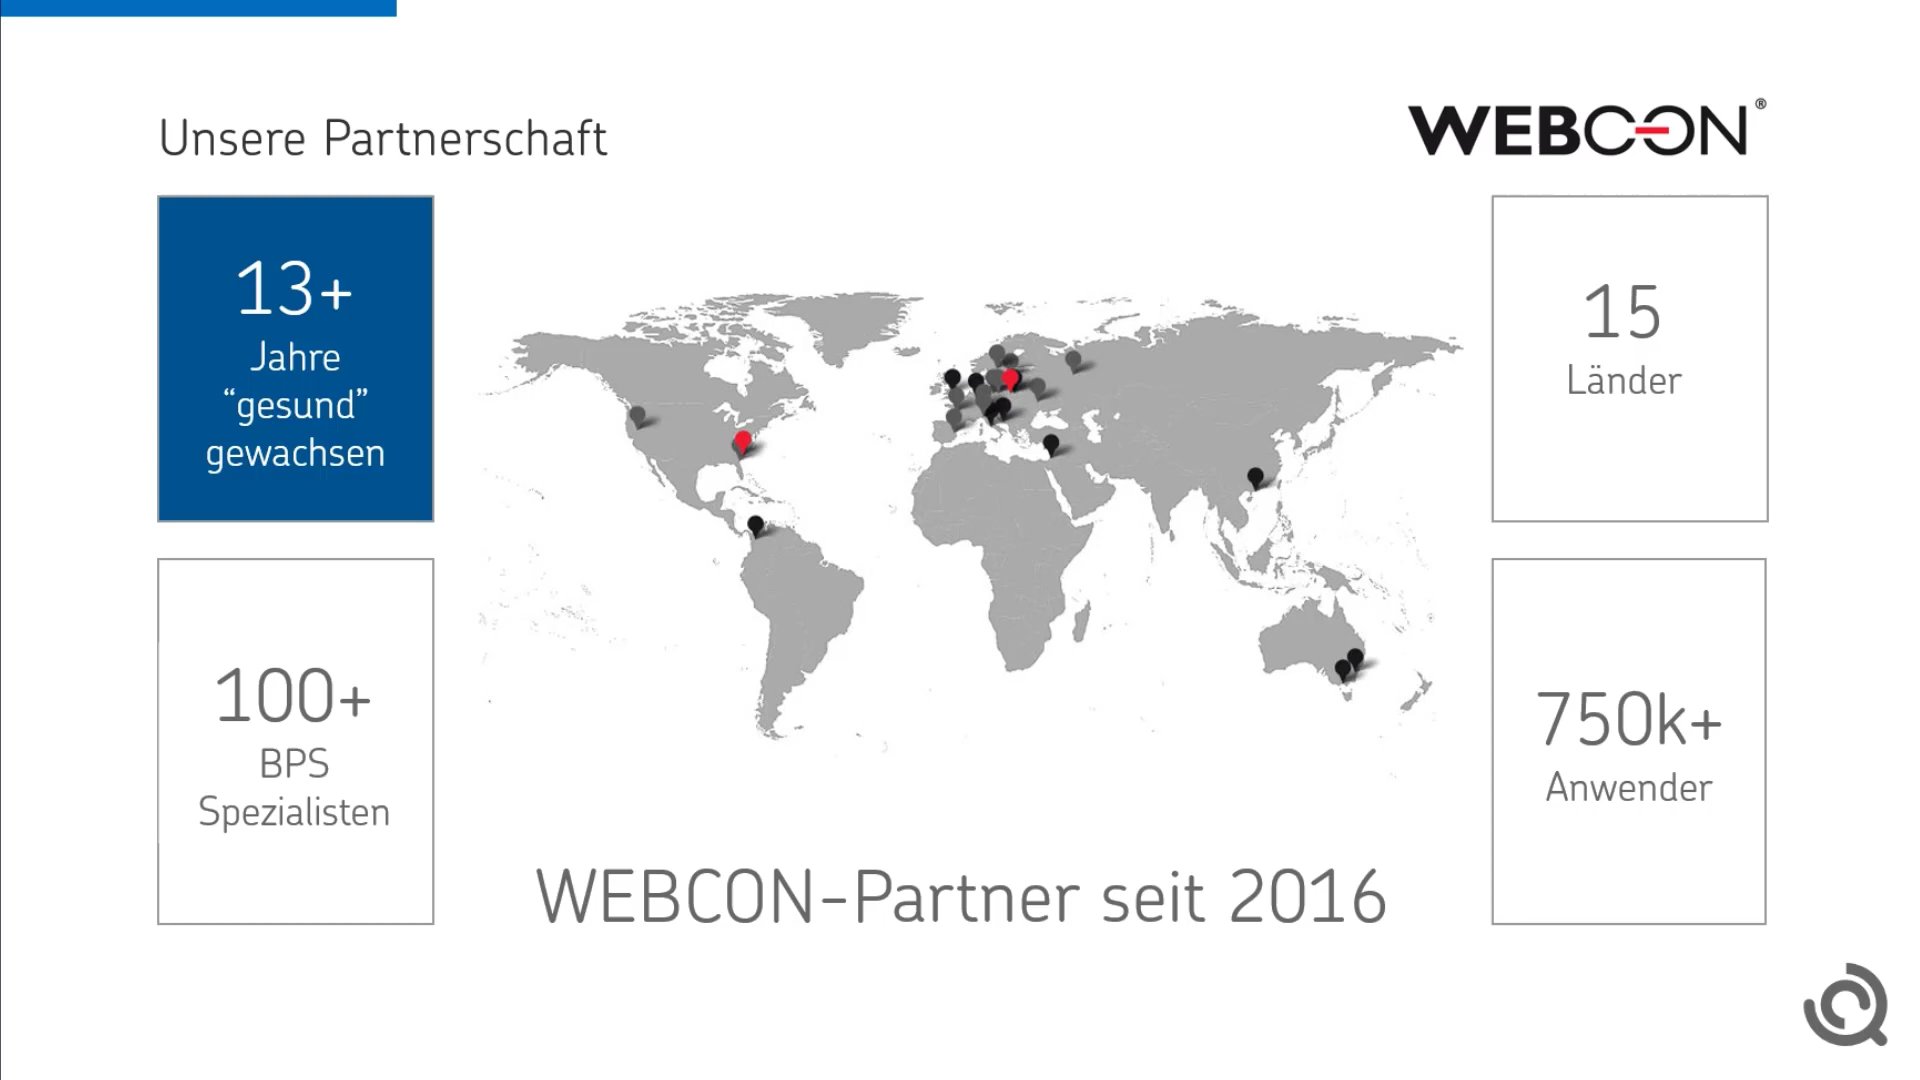 Unsere Partnerschaft
WEBCON®
13+
Jahre
“gesund”
gewachsen
15
Länder
100+
BPS
Spezialisten
750k+
Anwender
WEBCON-Partner seit 2016